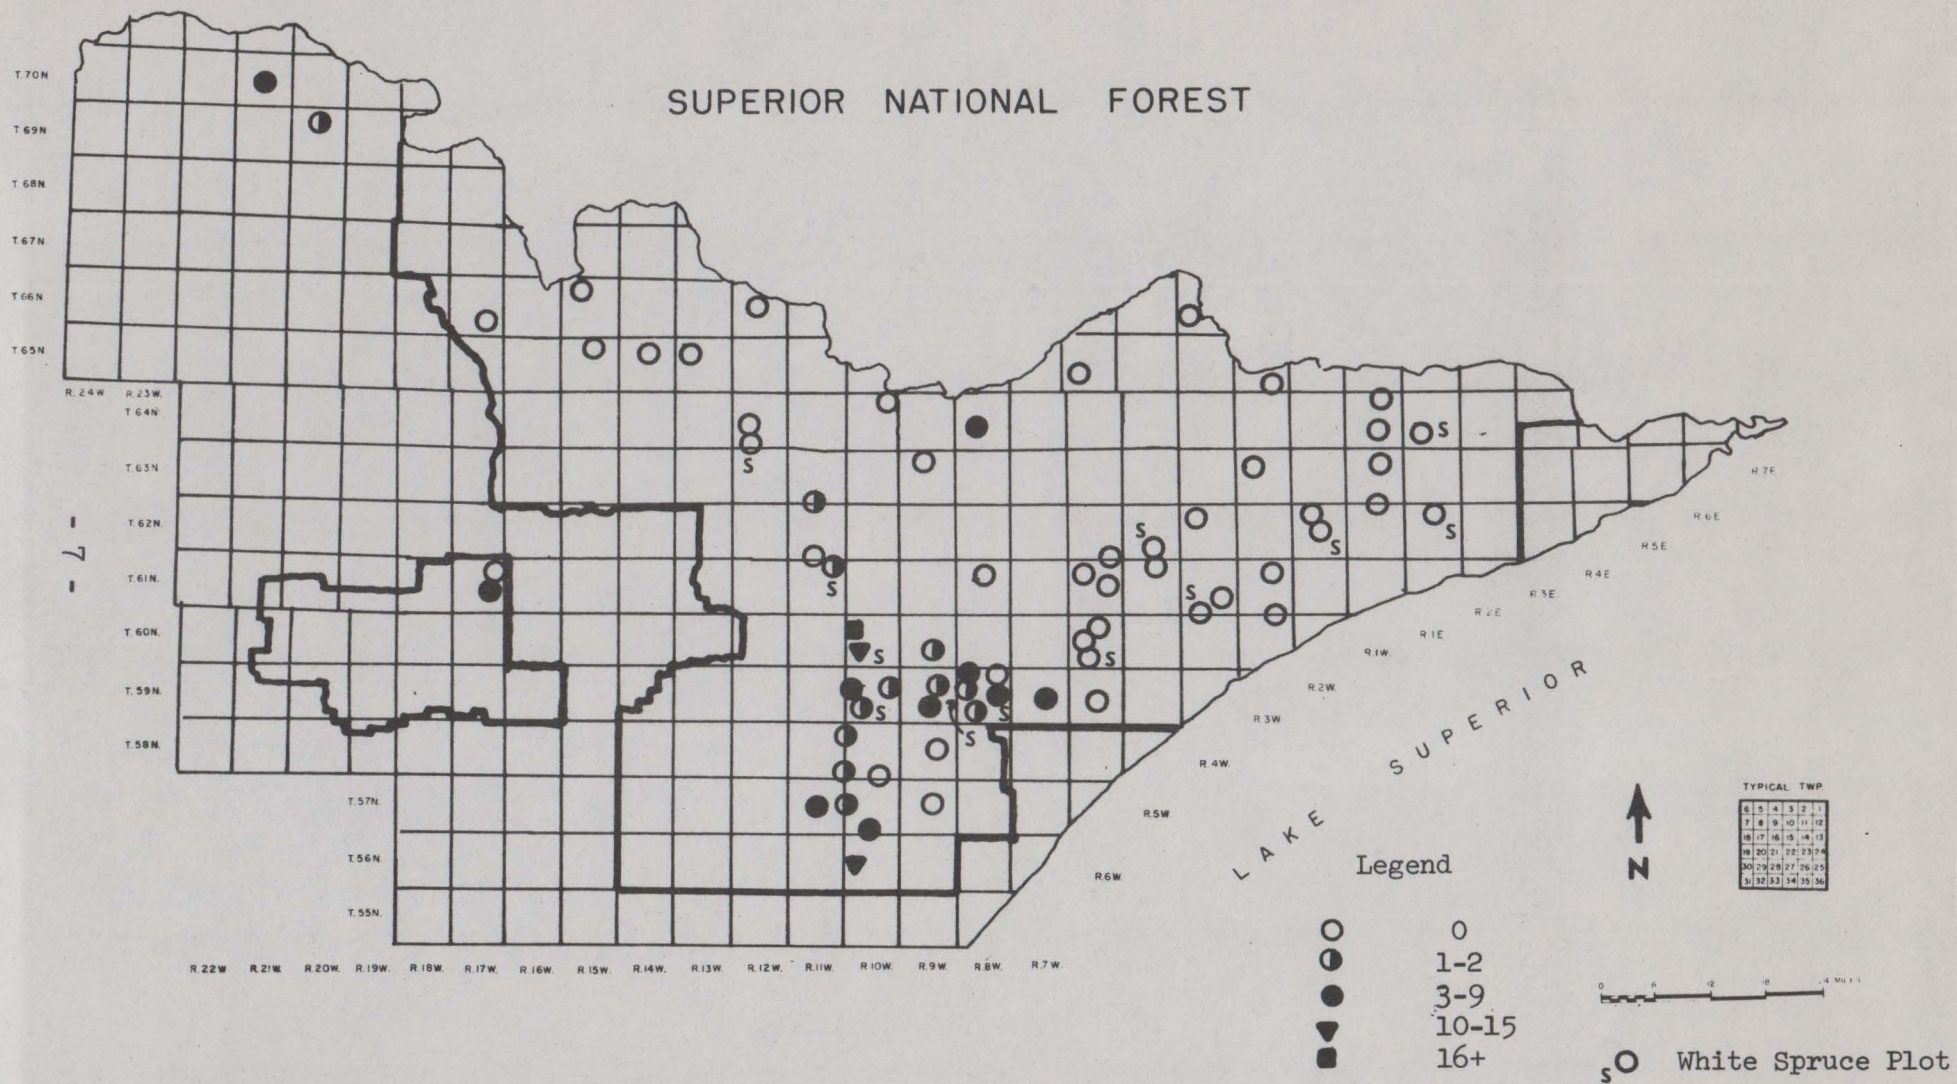 SUPERIOR NATIONAL FOREST
T.70N
T.69N
T.68N.
T.67N
T.66N
T.65N.
R.24W R.23W.
T.64N
T.63N
R.7E
T.62N.
R.6E
R.5E
T.61N.
R.4E
R.3E.
R.2E
T.60N.
R.1E
R.1W.
T.59N.
R.2W.
R.3W
T.58N.
R.4W.
T.57N.
R.5W.
T.56N.
R.6W.
T.55N.
R.22W R.21W. R.20W. R.19W. R.18W. R.17W. R.16W. R.15W. R.14W. R.13W. R.12W. R.11W. R.10W. R.9W. R.8W. R.7W.
- 7 -
S
S
S
S
S
S
S
S
S
S
S
S
S
LAKE SUPERIOR
N
TYPICAL TWP.
6 5 4 3 2 1
7 8 9 10 11 12
18 17 16 15 14 13
19 20 21 22 23 24
30 29 28 27 26 25
31 32 33 34 35 36
Legend
0
1-2
3-9
10-15
16+
0 6 12 18 MILES
S White Spruce Plot